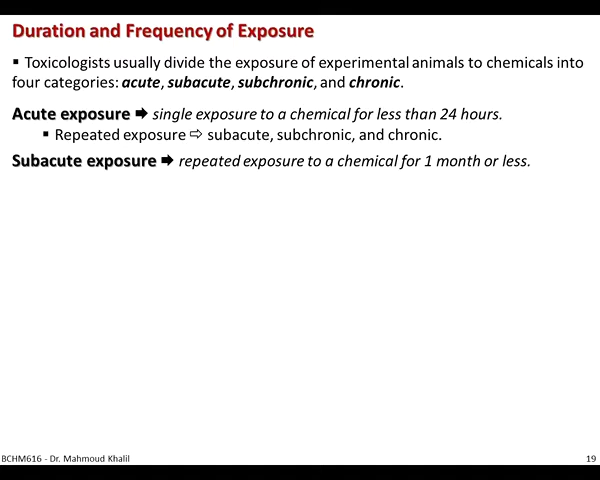 Duration and Frequency of Exposure
▪ Toxicologists usually divide the exposure of experimental animals to chemicals into
four categories: acute, subacute, subchronic, and chronic.
Acute exposure 🡆 single exposure to a chemical for less than 24 hours.
▪ Repeated exposure ⇨ subacute, subchronic, and chronic.
Subacute exposure 🡆 repeated exposure to a chemical for 1 month or less.
BCHM616 - Dr. Mahmoud Khalil 19